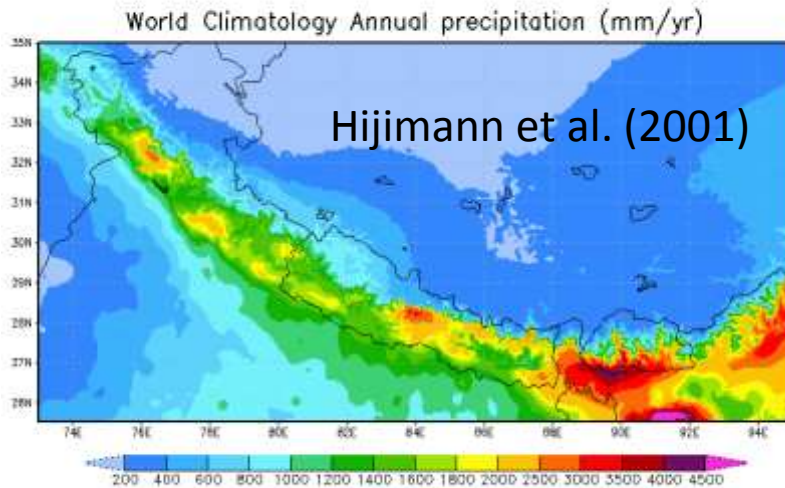 World Climatology Annual precipitation (mm/yr)
Hijimann et al. (2001)
35N
34N
33N
32N
31N
30N
29N
28N
27N
26N
74E 76E 78E 80E 82E 84E 86E 88E 90E 92E 94E
200 400 600 800 1000 1200 1400 1600 1800 2000 2500 3000 3500 4000 4500